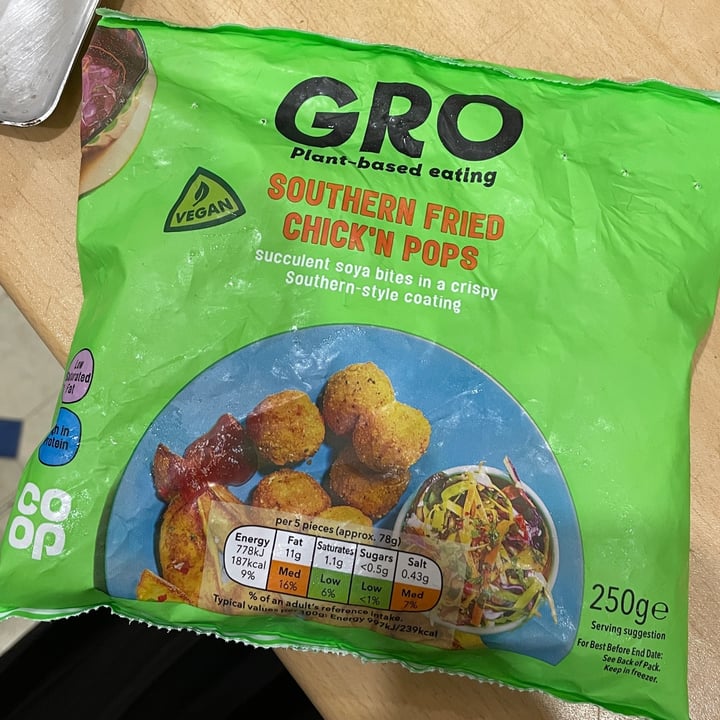 GRO
Plant-based eating
VEGAN
SOUTHERN FRIED
CHICK'N POPS
succulent soya bites in a crispy
Southern-style coating
Low
Fat
in
CO
OP
per 5 pieces (approx. 78g)
Energy Fat Saturates Sugars Salt
778kJ 11g 1.1g <0.5g 0.43g
187kcal Med Low Low Med
9% 16% 6% <1% 7%
% of an adult's reference intake.
Typical values per 100g: Energy 997kJ/239kcal
250g e
Serving suggestion
For Best Before End Date:
See Back of Pack.
Keep in freezer.